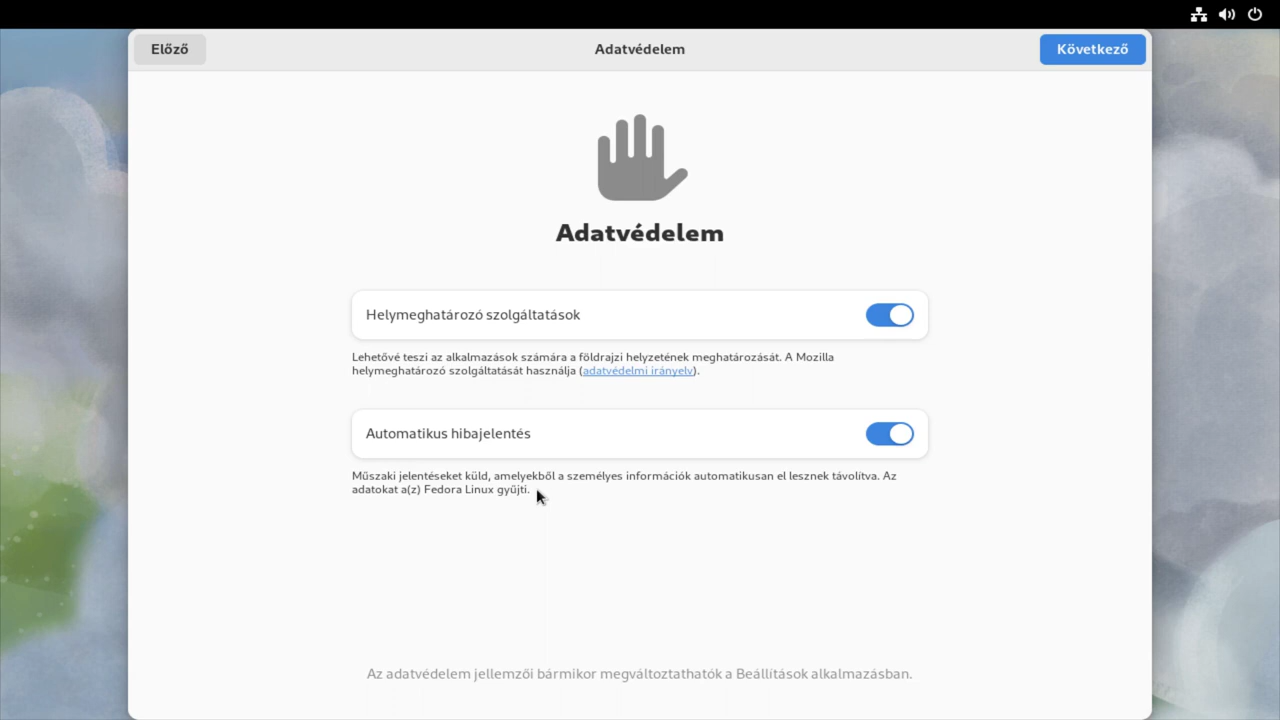 Előző
Adatvédelem
Következő
Adatvédelem
Helymeghatározó szolgáltatások
Lehetővé teszi az alkalmazások számára a földrajzi helyzetének meghatározását. A Mozilla
helymeghatározó szolgáltatását használja (adatvédelmi irányelv).
Automatikus hibajelentés
Műszaki jelentéseket küld, amelyekből a személyes információk automatikusan el lesznek távolítva. Az
adatokat a(z) Fedora Linux gyűjti.
Az adatvédelem jellemzői bármikor megváltoztathatók a Beállítások alkalmazásban.